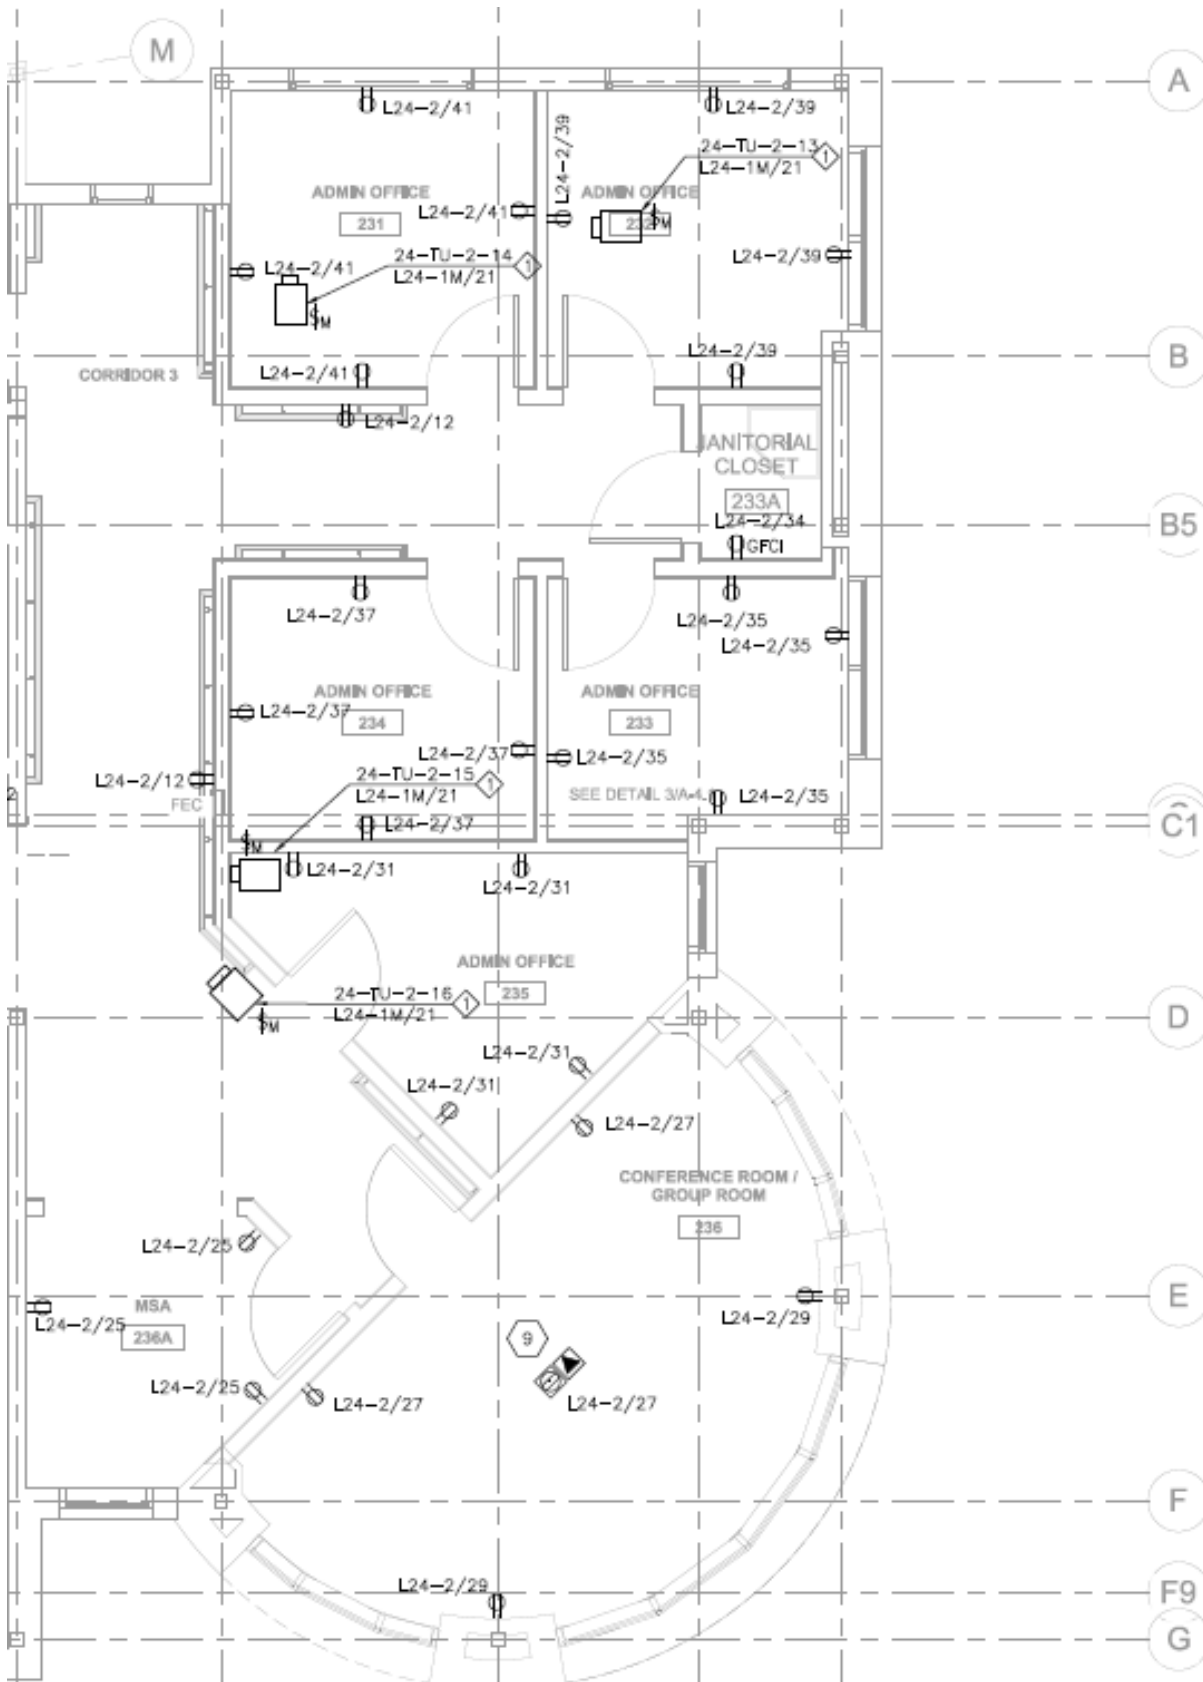 M
A
L24-2/41
L24-2/39
L24-2/39
24-TU-2-13
1
L24-1M/21
ADMIN OFFICE
231
ADMIN OFFICE
232
$M
L24-2/41
L24-2/39
24-TU-2-14
1
L24-1M/21
L24-2/41
$M
L24-2/39
B
L24-2/41
CORRIDOR 3
L24-2/12
JANITORIAL
CLOSET
233A
L24-2/34
GFCI
B5
L24-2/37
L24-2/35
L24-2/35
ADMIN OFFICE
234
ADMIN OFFICE
233
L24-2/37
L24-2/37
L24-2/35
24-TU-2-15
1
L24-1M/21
L24-2/12
FEC
SEE DETAIL 3/A-4.
L24-2/35
C1
L24-2/37
$M
L24-2/31
L24-2/31
ADMIN OFFICE
235
24-TU-2-16
1
L24-1M/21
$M
D
L24-2/31
L24-2/31
L24-2/27
CONFERENCE ROOM /
GROUP ROOM
236
L24-2/25
E
MSA
236A
L24-2/25
L24-2/29
9
L24-2/25
L24-2/27
L24-2/27
F
L24-2/29
F9
G